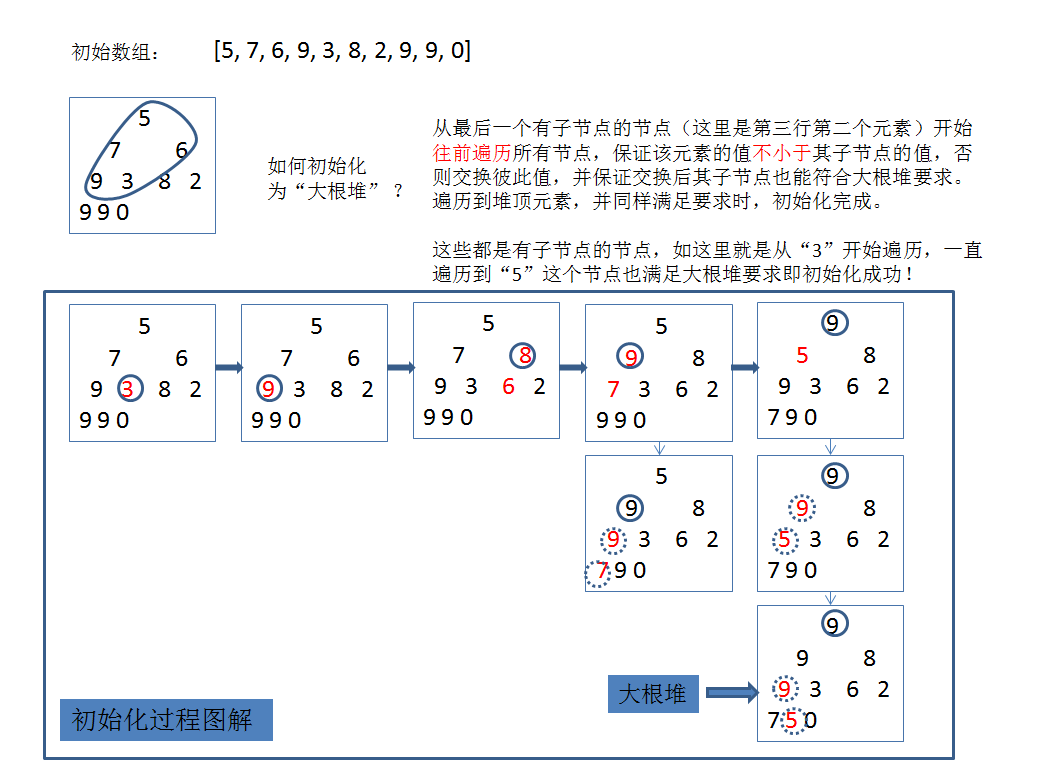 初始数组： [5, 7, 6, 9, 3, 8, 2, 9, 9, 0]
5
7 6
9 3 8 2
9 9 0
如何初始化
为“大根堆”？
从最后一个有子节点的节点（这里是第三行第二个元素）开始
往前遍历所有节点，保证该元素的值不小于其子节点的值，否
则交换彼此值，并保证交换后其子节点也能符合大根堆要求。
遍历到堆顶元素，并同样满足要求时，初始化完成。
这些都是有子节点的节点，如这里就是从“3”开始遍历，一直
遍历到“5”这个节点也满足大根堆要求即初始化成功！
5
7 6
9 3 8 2
9 9 0
5
7 6
9 3 8 2
9 9 0
5
7 8
9 3 6 2
9 9 0
5
9 8
7 3 6 2
9 9 0
9
5 8
9 3 6 2
7 9 0
5
9 8
9 3 6 2
7 9 0
9
9 8
5 3 6 2
7 9 0
9
9 8
9 3 6 2
7 5 0
大根堆
初始化过程图解